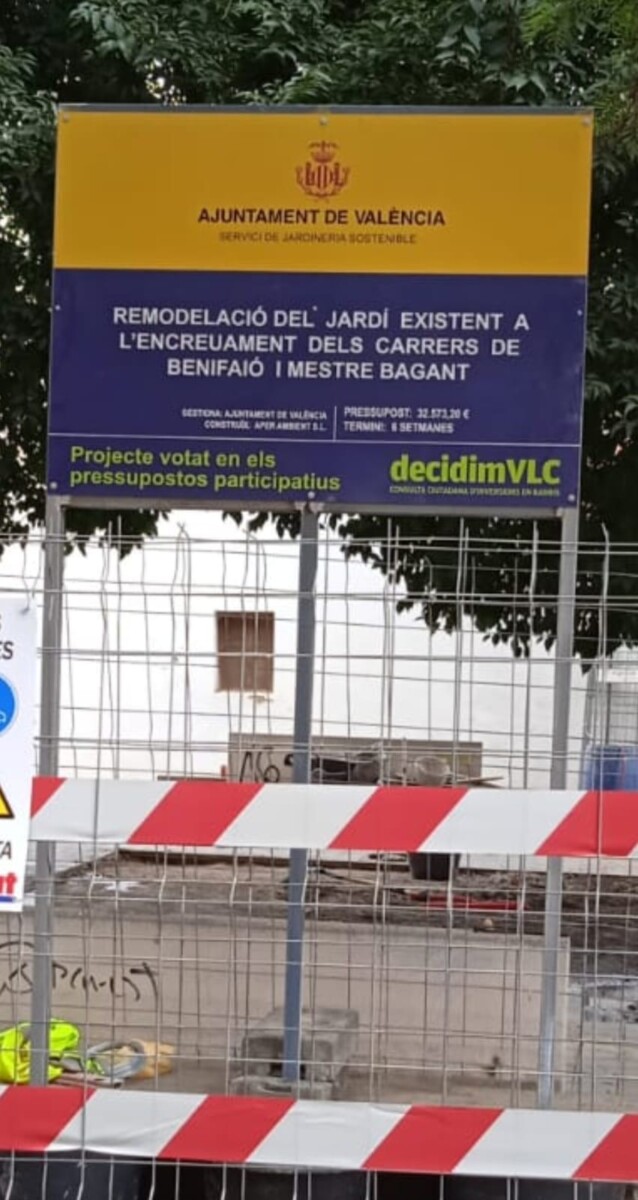 AJUNTAMENT DE VALÈNCIA
SERVICI DE JARDINERIA SOSTENIBLE
REMODELACIÓ DEL JARDÍ EXISTENT A
L'ENCREUAMENT DELS CARRERS DE
BENIFAIÓ I MESTRE BAGANT
GESTIONA: AJUNTAMENT DE VALÈNCIA
CONSTRUÏX: APER AMBIENT S.L.
PRESSUPOST: 32.573,20 €
TERMINI: 6 SETMANES
Projecte votat en els
pressupostos participatius
decidimVLC
CONSULTA CIUTADANA D'INVERSIONS EN BARRIS